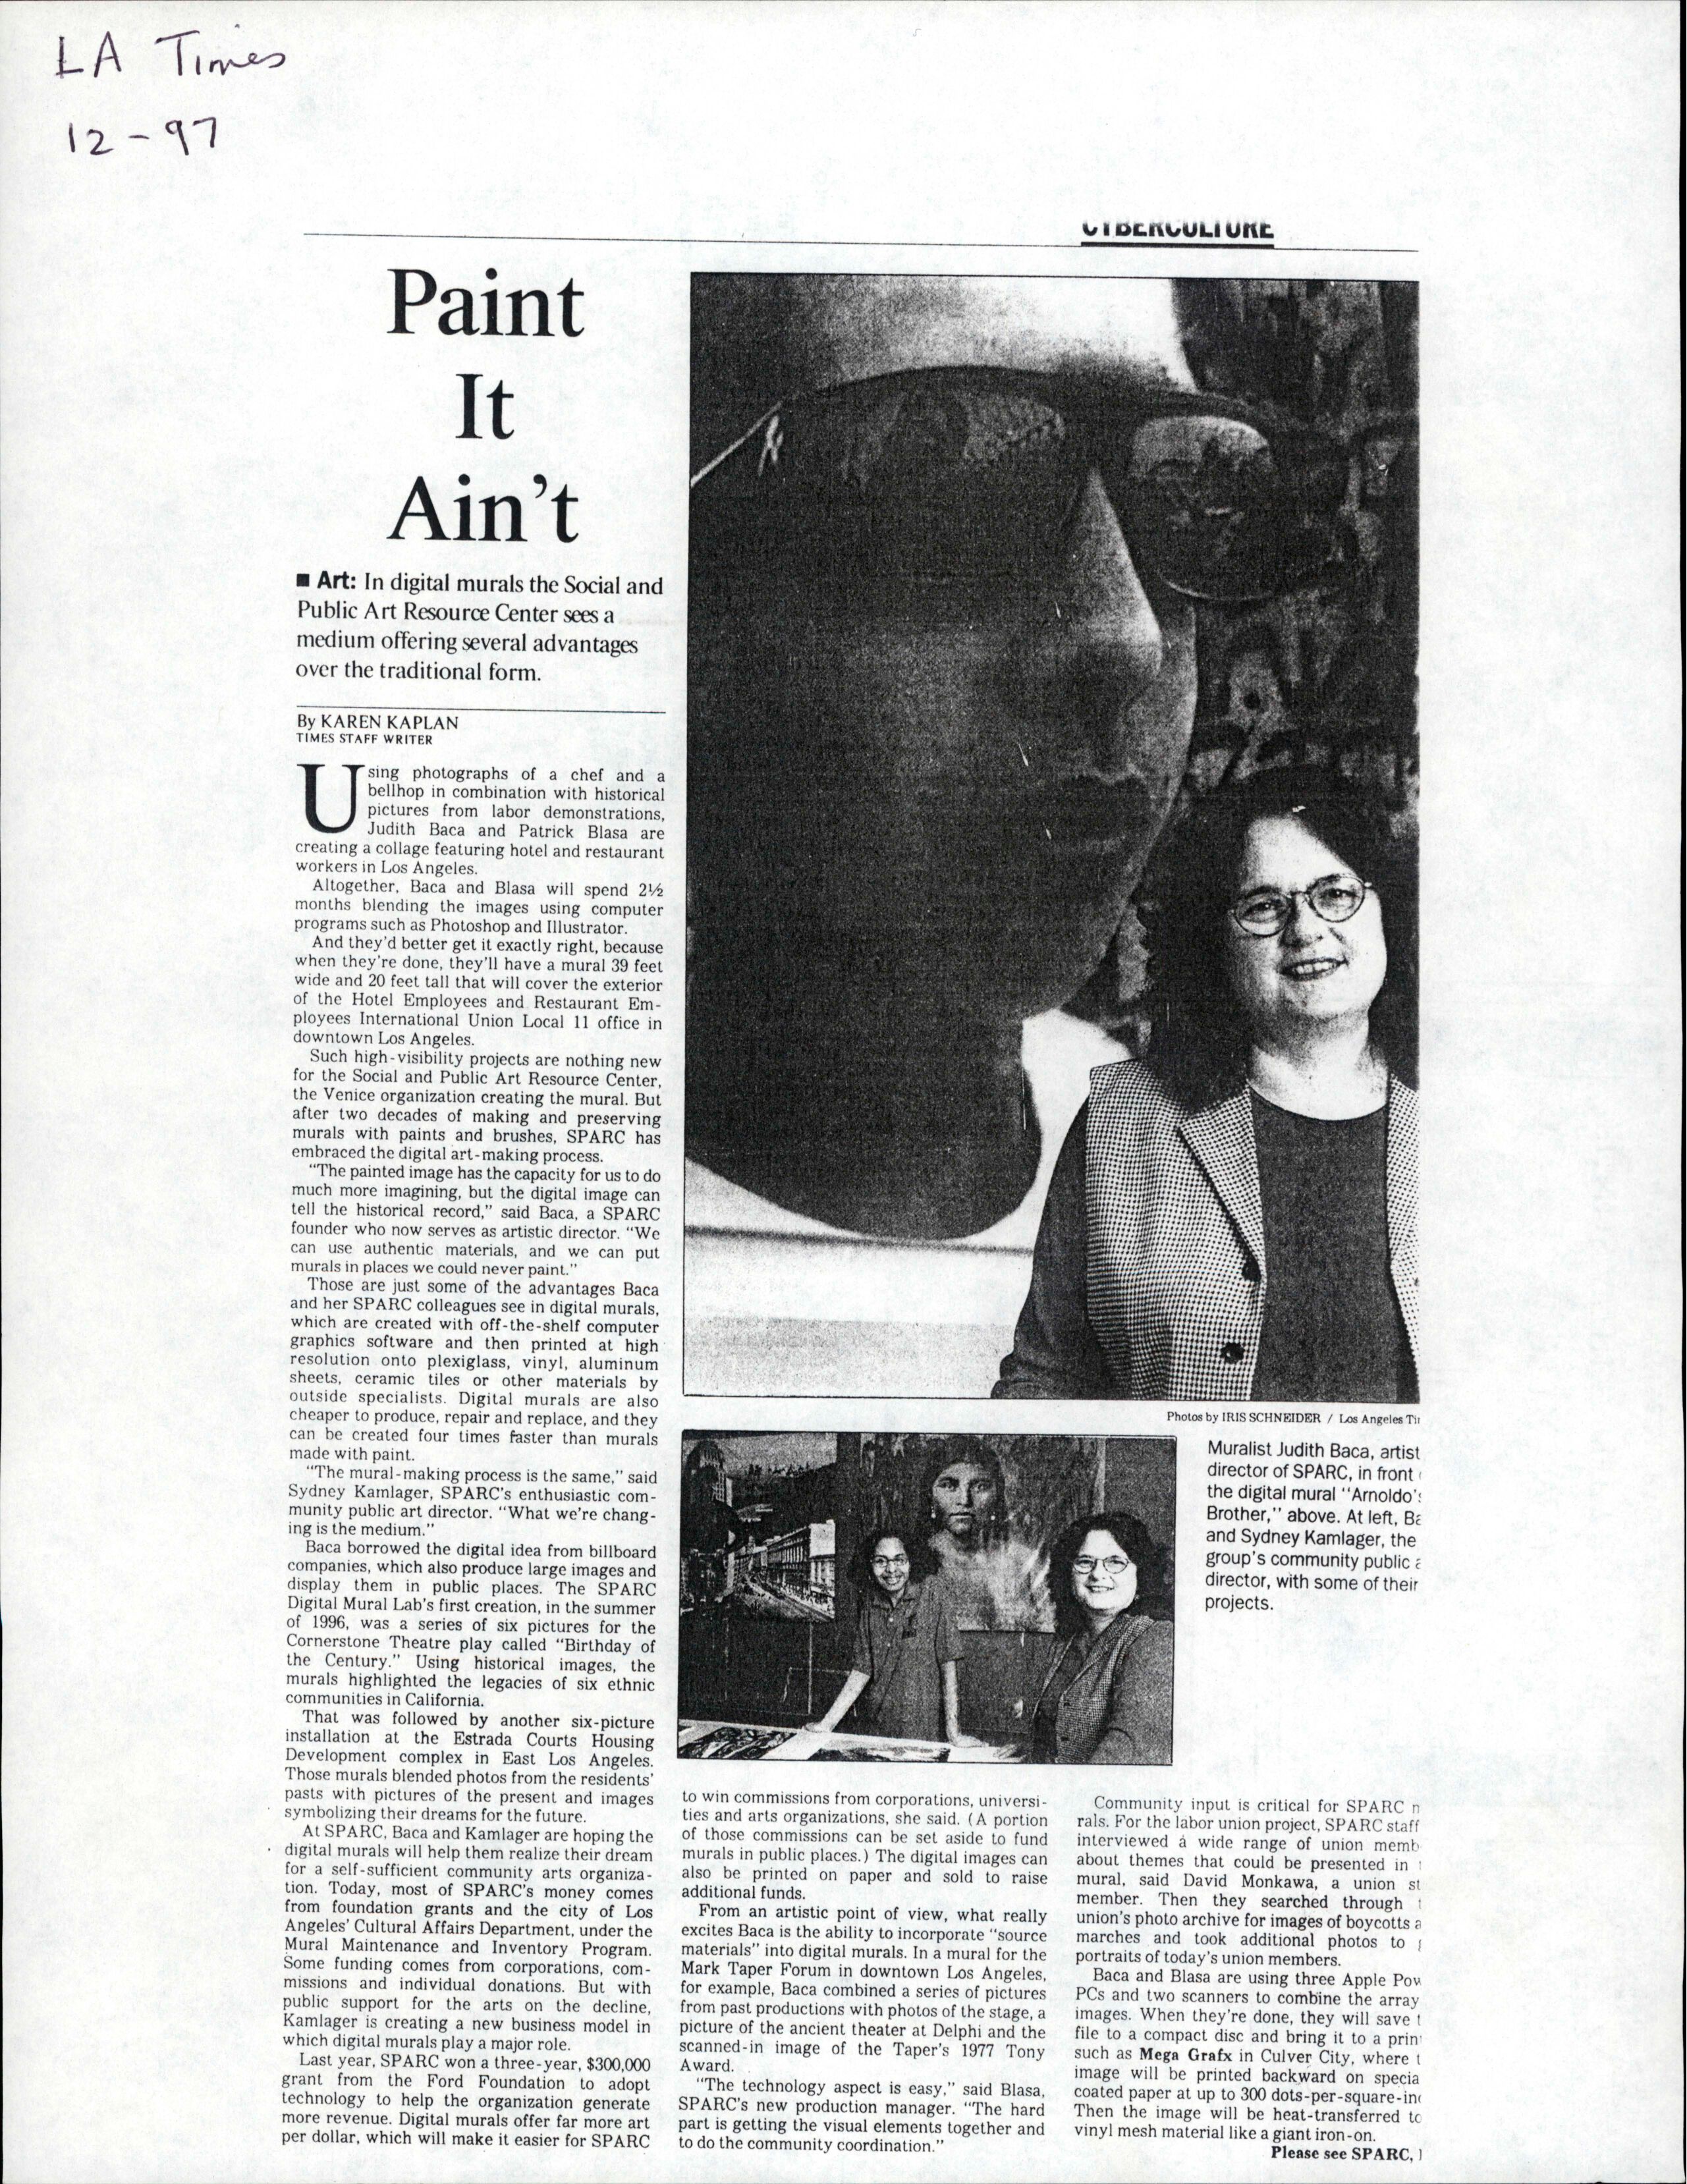 LA Times
12-97
CYBERCULTURE
Paint
It
Ain't
■ Art: In digital murals the Social and
Public Art Resource Center sees a
medium offering several advantages
over the traditional form.
By KAREN KAPLAN
TIMES STAFF WRITER
Using photographs of a chef and a
bellhop in combination with historical
pictures from labor demonstrations,
Judith Baca and Patrick Blasa are
creating a collage featuring hotel and restaurant
workers in Los Angeles.
Altogether, Baca and Blasa will spend 2½
months blending the images using computer
programs such as Photoshop and Illustrator.
And they'd better get it exactly right, because
when they're done, they'll have a mural 39 feet
wide and 20 feet tall that will cover the exterior
of the Hotel Employees and Restaurant Em-
ployees International Union Local 11 office in
downtown Los Angeles.
Such high-visibility projects are nothing new
for the Social and Public Art Resource Center,
the Venice organization creating the mural. But
after two decades of making and preserving
murals with paints and brushes, SPARC has
embraced the digital art-making process.
"The painted image has the capacity for us to do
much more imagining, but the digital image can
tell the historical record," said Baca, a SPARC
founder who now serves as artistic director. "We
can use authentic materials, and we can put
murals in places we could never paint."
Those are just some of the advantages Baca
and her SPARC colleagues see in digital murals,
which are created with off-the-shelf computer
graphics software and then printed at high
resolution onto plexiglass, vinyl, aluminum
sheets, ceramic tiles or other materials by
outside specialists. Digital murals are also
cheaper to produce, repair and replace, and they
can be created four times faster than murals
made with paint.
"The mural-making process is the same," said
Sydney Kamlager, SPARC's enthusiastic com-
munity public art director. "What we're chang-
ing is the medium."
Baca borrowed the digital idea from billboard
companies, which also produce large images and
display them in public places. The SPARC
Digital Mural Lab's first creation, in the summer
of 1996, was a series of six pictures for the
Cornerstone Theatre play called "Birthday of
the Century." Using historical images, the
murals highlighted the legacies of six ethnic
communities in California.
That was followed by another six-picture
installation at the Estrada Courts Housing
Development complex in East Los Angeles.
Those murals blended photos from the residents'
pasts with pictures of the present and images
symbolizing their dreams for the future.
At SPARC, Baca and Kamlager are hoping the
digital murals will help them realize their dream
for a self-sufficient community arts organiza-
tion. Today, most of SPARC's money comes
from foundation grants and the city of Los
Angeles' Cultural Affairs Department, under the
Mural Maintenance and Inventory Program.
Some funding comes from corporations, com-
missions and individual donations. But with
public support for the arts on the decline,
Kamlager is creating a new business model in
which digital murals play a major role.
Last year, SPARC won a three-year, $300,000
grant from the Ford Foundation to adopt
technology to help the organization generate
more revenue. Digital murals offer far more art
per dollar, which will make it easier for SPARC
Photos by IRIS SCHNEIDER / Los Angeles
Muralist Judith Baca, artist
director of SPARC, in front
the digital mural "Arnoldo's
Brother," above. At left,
and Sydney Kamlager, the
group's community public
director, with some of their
projects.
to win commissions from corporations, universi-
ties and arts organizations, she said. (A portion
of those commissions can be set aside to fund
murals in public places.) The digital images can
also be printed on paper and sold to raise
additional funds.
From an artistic point of view, what really
excites Baca is the ability to incorporate "source
materials" into digital murals. In a mural for the
Mark Taper Forum in downtown Los Angeles,
for example, Baca combined a series of pictures
from past productions with photos of the stage, a
picture of the ancient theater at Delphi and the
scanned-in image of the Taper's 1977 Tony
Award.
"The technology aspect is easy," said Blasa,
SPARC's new production manager. "The hard
part is getting the visual elements together and
to do the community coordination."
Community input is critical for SPARC
rals. For the labor union project, SPARC staff
interviewed a wide range of union memb
about themes that could be presented in
mural, said David Monkawa, a union
member. Then they searched through
union's photo archive for images of boycotts
marches and took additional photos to
portraits of today's union members.
Baca and Blasa are using three Apple
PCs and two scanners to combine the array
images. When they're done, they will save
file to a compact disc and bring it to a
such as Mega Grafx in Culver City, where
image will be printed backward on specia
coated paper at up to 300 dots-per-square-
Then the image will be heat-transferred
vinyl mesh material like a giant iron-on.
Please see SPARC,